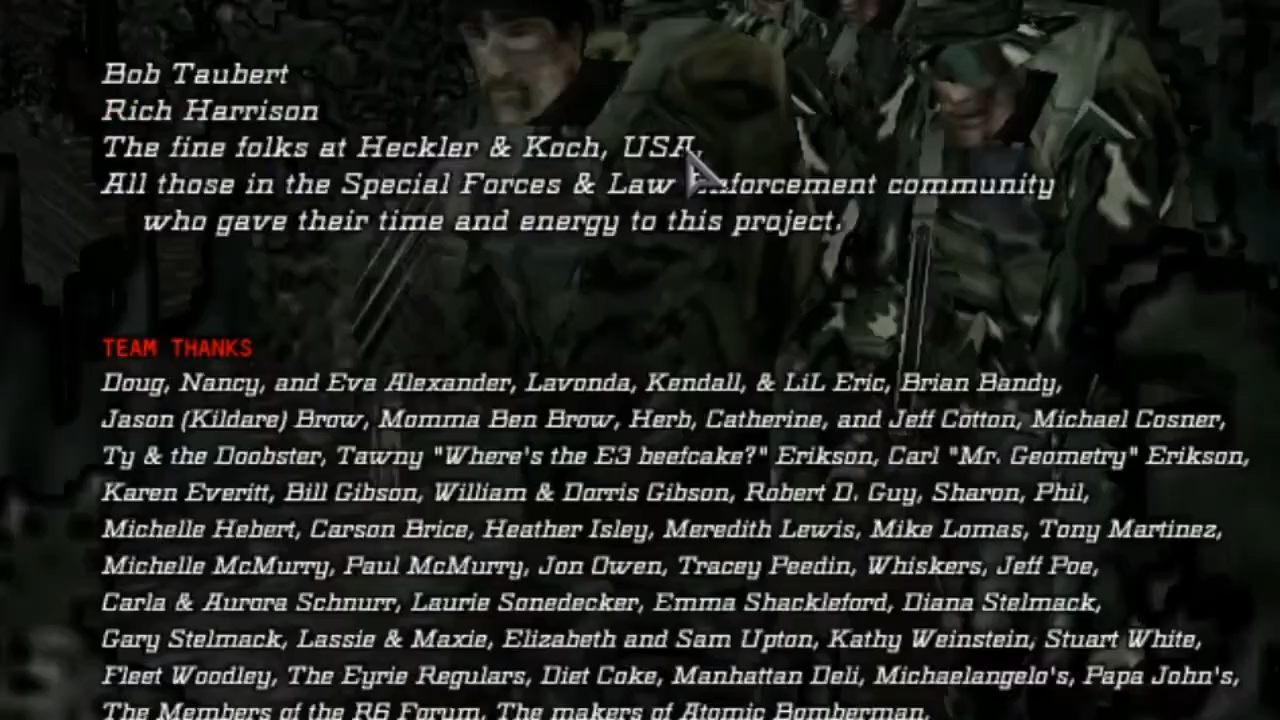 Bob Taubert
Rich Harrison
The fine folks at Heckler & Koch, USA,
All those in the Special Forces & Law Enforcement community
who gave their time and energy to this project.
TEAM THANKS
Doug, Nancy, and Eva Alexander, Lavonda, Kendall, & LiL Eric, Brian Bandy,
Jason (Kildare) Brow, Momma Ben Brow, Herb, Catherine, and Jeff Cotton, Michael Cosner,
Ty & the Doobster, Tawny "Where's the E3 beefcake?" Erikson, Carl "Mr. Geometry" Erikson,
Karen Everitt, Bill Gibson, William & Dorris Gibson, Robert D. Guy, Sharon, Phil,
Michelle Hebert, Carson Brice, Heather Isley, Meredith Lewis, Mike Lomas, Tony Martinez,
Michelle McMurry, Paul McMurry, Jon Owen, Tracey Peedin, Whiskers, Jeff Poe,
Carla & Aurora Schnurr, Laurie Sonedecker, Emma Shackleford, Diana Stelmack,
Gary Stelmack, Lassie & Maxie, Elizabeth and Sam Upton, Kathy Weinstein, Stuart White,
Fleet Woodley, The Eyrie Regulars, Diet Coke, Manhattan Deli, Michaelangelo's, Papa John's,
The Members of the R6 Forum, The makers of Atomic Bomberman,